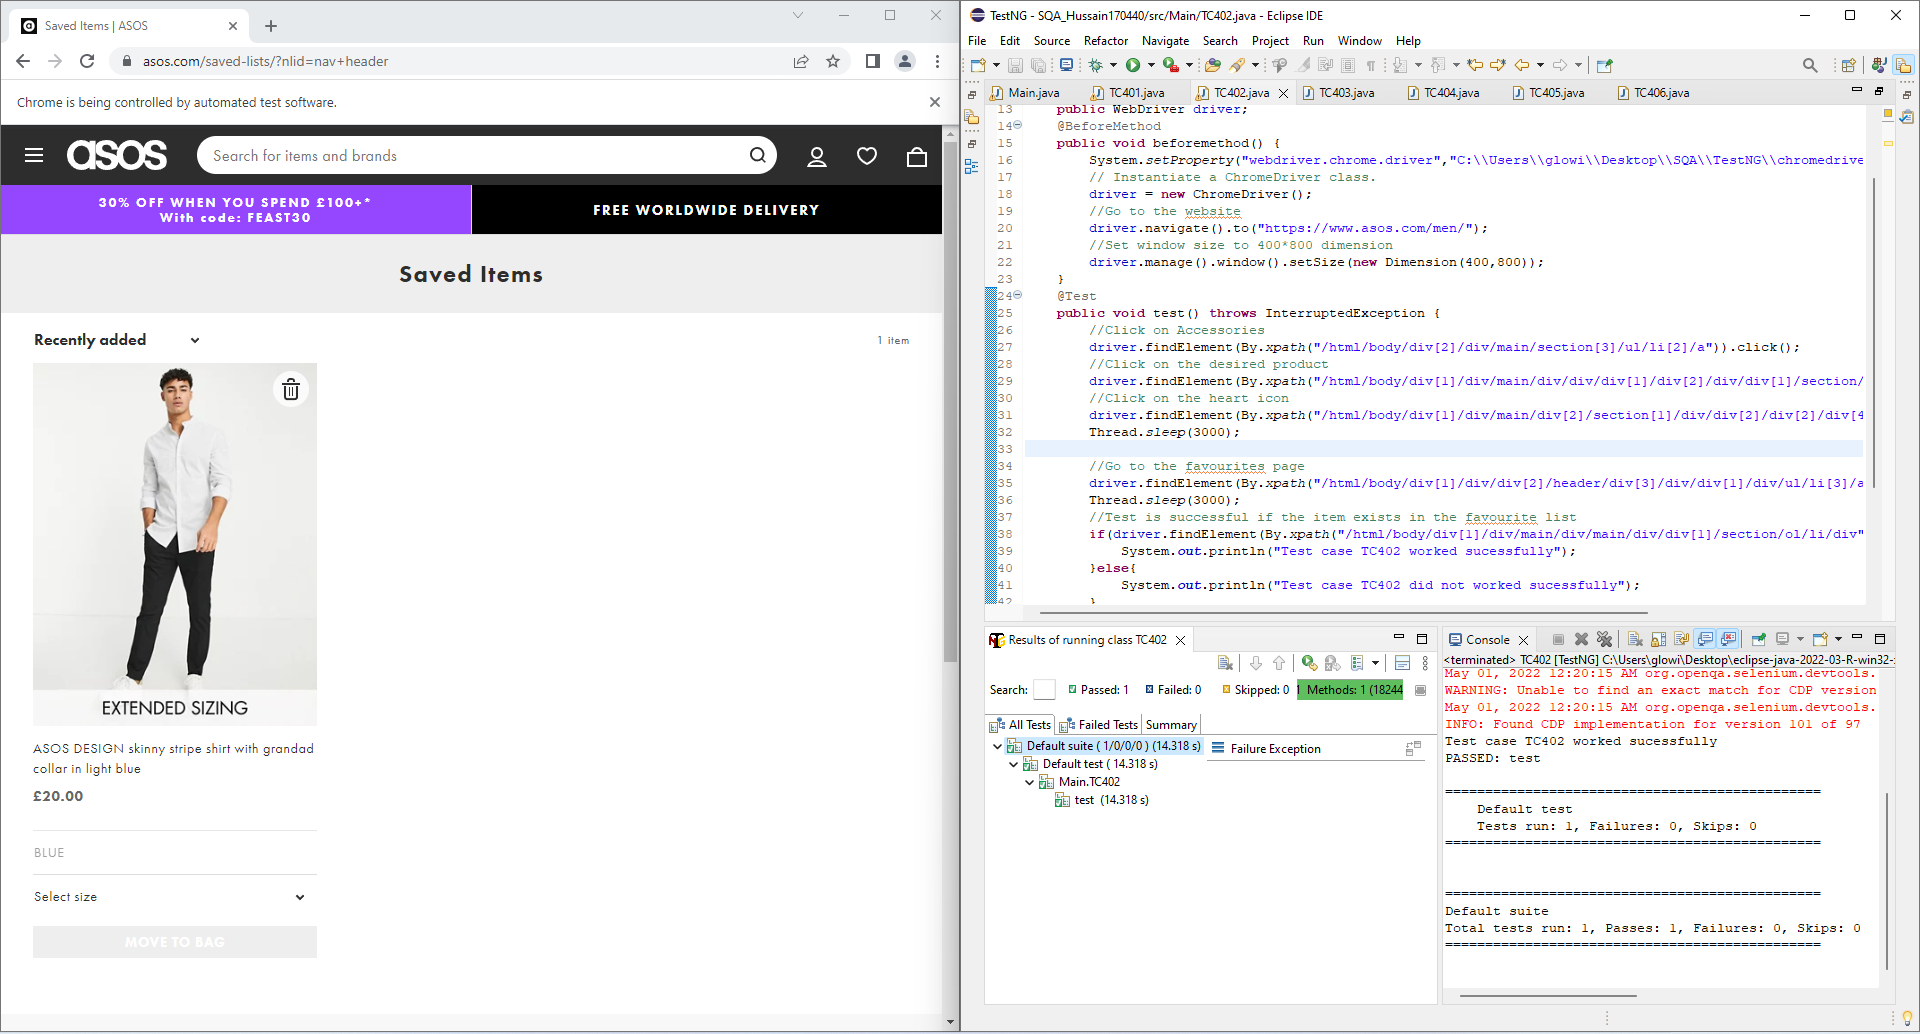 Saved Items | ASOS
asos.com/saved-lists/?nlid=nav+header
Chrome is being controlled by automated test software.
asos
Search for items and brands
30% OFF WHEN YOU SPEND £100+*
With code: FEAST30
FREE WORLDWIDE DELIVERY
Saved Items
Recently added
1 item
EXTENDED SIZING
ASOS DESIGN skinny stripe shirt with grandad
collar in light blue
£20.00
BLUE
Select size
MOVE TO BAG
TestNG - SQA_Hussain170440/src/Main/TC402.java - Eclipse IDE
File Edit Source Refactor Navigate Search Project Run Window Help
Main.java TC401.java TC402.java TC403.java TC404.java TC405.java TC406.java
13 public WebDriver driver;
14 @BeforeMethod
15 public void beforemethod() {
16 System.setProperty("webdriver.chrome.driver","C:\\Users\\glowi\\Desktop\\SQA\\TestNG\\chromedrive
17 // Instantiate a ChromeDriver class.
18 driver = new ChromeDriver();
19 //Go to the website
20 driver.navigate().to("https://www.asos.com/men/");
21 //Set window size to 400*800 dimension
22 driver.manage().window().setSize(new Dimension(400,800));
23 }
24 @Test
25 public void test() throws InterruptedException {
26 //Click on Accessories
27 driver.findElement(By.xpath("/html/body/div[2]/div/main/section[3]/ul/li[2]/a")).click();
28 //Click on the desired product
29 driver.findElement(By.xpath("/html/body/div[1]/div/main/div/div/div[1]/div[2]/div/div[1]/section/
30 //Click on the heart icon
31 driver.findElement(By.xpath("/html/body/div[1]/div/main/div[2]/section[1]/div/div[2]/div[2]/div[4
32 Thread.sleep(3000);
33
34 //Go to the favourites page
35 driver.findElement(By.xpath("/html/body/div[1]/div/div[2]/header/div[3]/div/div[1]/div/ul/li[3]/a
36 Thread.sleep(3000);
37 //Test is successful if the item exists in the favourite list
38 if(driver.findElement(By.xpath("/html/body/div[1]/div/main/div/main/div/div[1]/section/ol/li/div"
39 System.out.println("Test case TC402 worked sucessfully");
40 }else{
41 System.out.println("Test case TC402 did not worked sucessfully");
42 }
Results of running class TC402
Search: Passed: 1 Failed: 0 Skipped: 0 Methods: 1 (18244
All Tests Failed Tests Summary
Default suite ( 1/0/0/0 ) (14.318 s)
Default test ( 14.318 s)
Main.TC402
test (14.318 s)
Failure Exception
Console
<terminated> TC402 [TestNG] C:\Users\glowi\Desktop\eclipse-java-2022-03-R-win32-
May 01, 2022 12:20:15 AM org.openqa.selenium.devtools.
WARNING: Unable to find an exact match for CDP version
May 01, 2022 12:20:15 AM org.openqa.selenium.devtools.
INFO: Found CDP implementation for version 101 of 97
Test case TC402 worked sucessfully
PASSED: test
===============================================
Default test
Tests run: 1, Failures: 0, Skips: 0
===============================================
===============================================
Default suite
Total tests run: 1, Passes: 1, Failures: 0, Skips: 0
===============================================